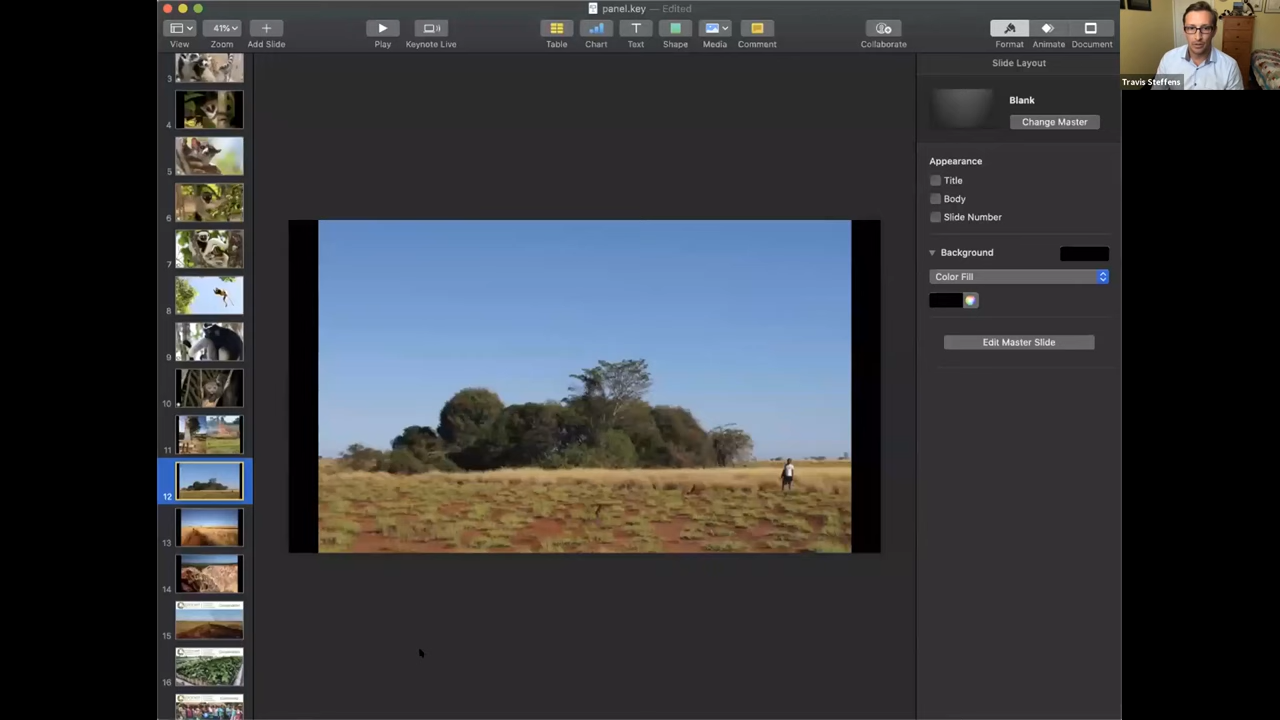 panel.key — Edited
View
41%
Zoom
Add Slide
Play
Keynote Live
Table
Chart
Text
Shape
Media
Comment
Collaborate
Format
Animate
Document
Travis Steffens
Slide Layout
Blank
Change Master
Appearance
Title
Body
Slide Number
Background
Color Fill
Edit Master Slide
3
4
5
6
7
8
9
10
11
12
13
14
15
16